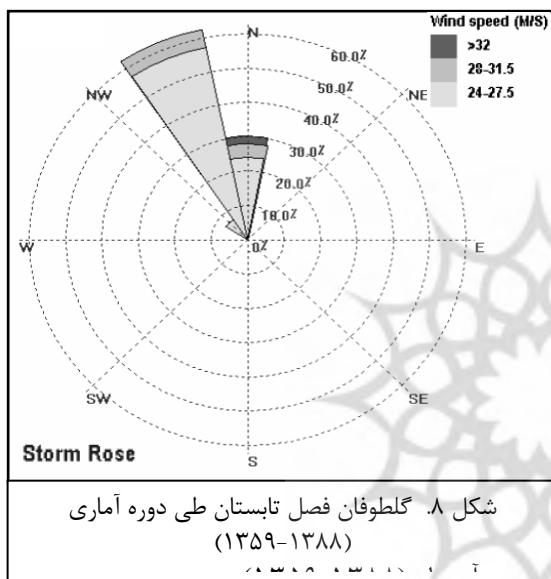 Wind speed (M/S)
>32
28-31.5
24-27.5
N
60.0%
50.0%
40.0%
30.0%
20.0%
10.0%
0%
NW
NE
W
E
SW
SE
S
Storm Rose
شکل ۸. گلطوفان فصل تابستان طی دوره آماری
(۱۳۵۹-۱۳۸۸)